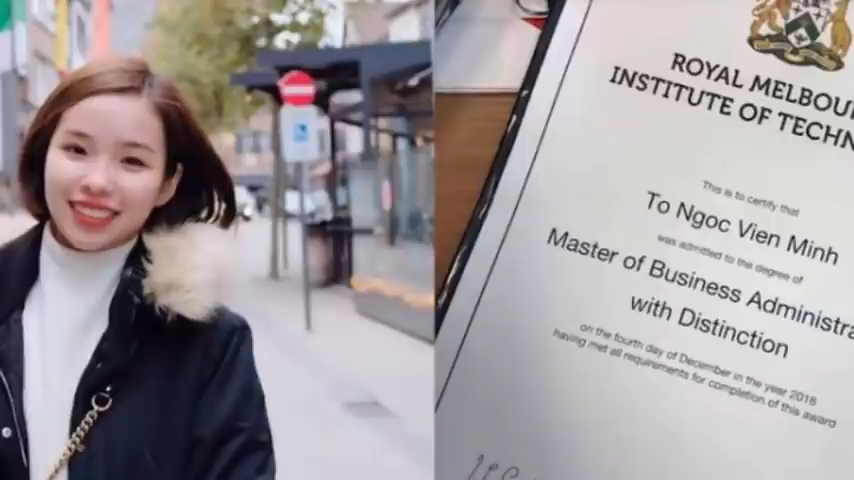 ROYAL MELBOU
INSTITUTE OF TECHN
This is to certify that
To Ngoc Vien Minh
was admitted to the degree of
Master of Business Administra
with Distinction
on the fourth day of December in the year 2018
having met all requirements for completion of this award